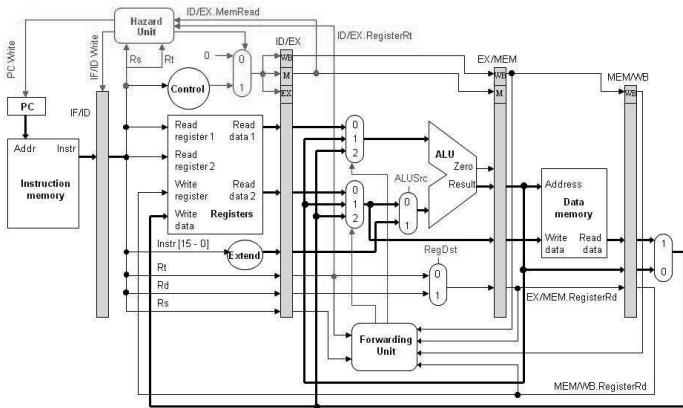 ID/EX.MemRead
Hazard
Unit
ID/EX
ID/EX.RegisterRt
PC Write
IF/ID Write
Rs
Rt
0
0
1
WB
M
EX
EX/MEM
WB
M
MEM/WB
WB
Control
PC
IF/ID
Addr
Instr
Instruction
memory
Read
register 1
Read
data 1
Read
register 2
Write
register
Read
data 2
Write
data
Registers
0
1
2
0
1
2
ALUSrc
0
1
ALU
Zero
Result
Address
Data
memory
Write
data
Read
data
1
0
Instr [15 - 0]
Extend
RegDst
Rt
0
Rd
1
Rs
EX/MEM.RegisterRd
Forwarding
Unit
MEM/WB.RegisterRd